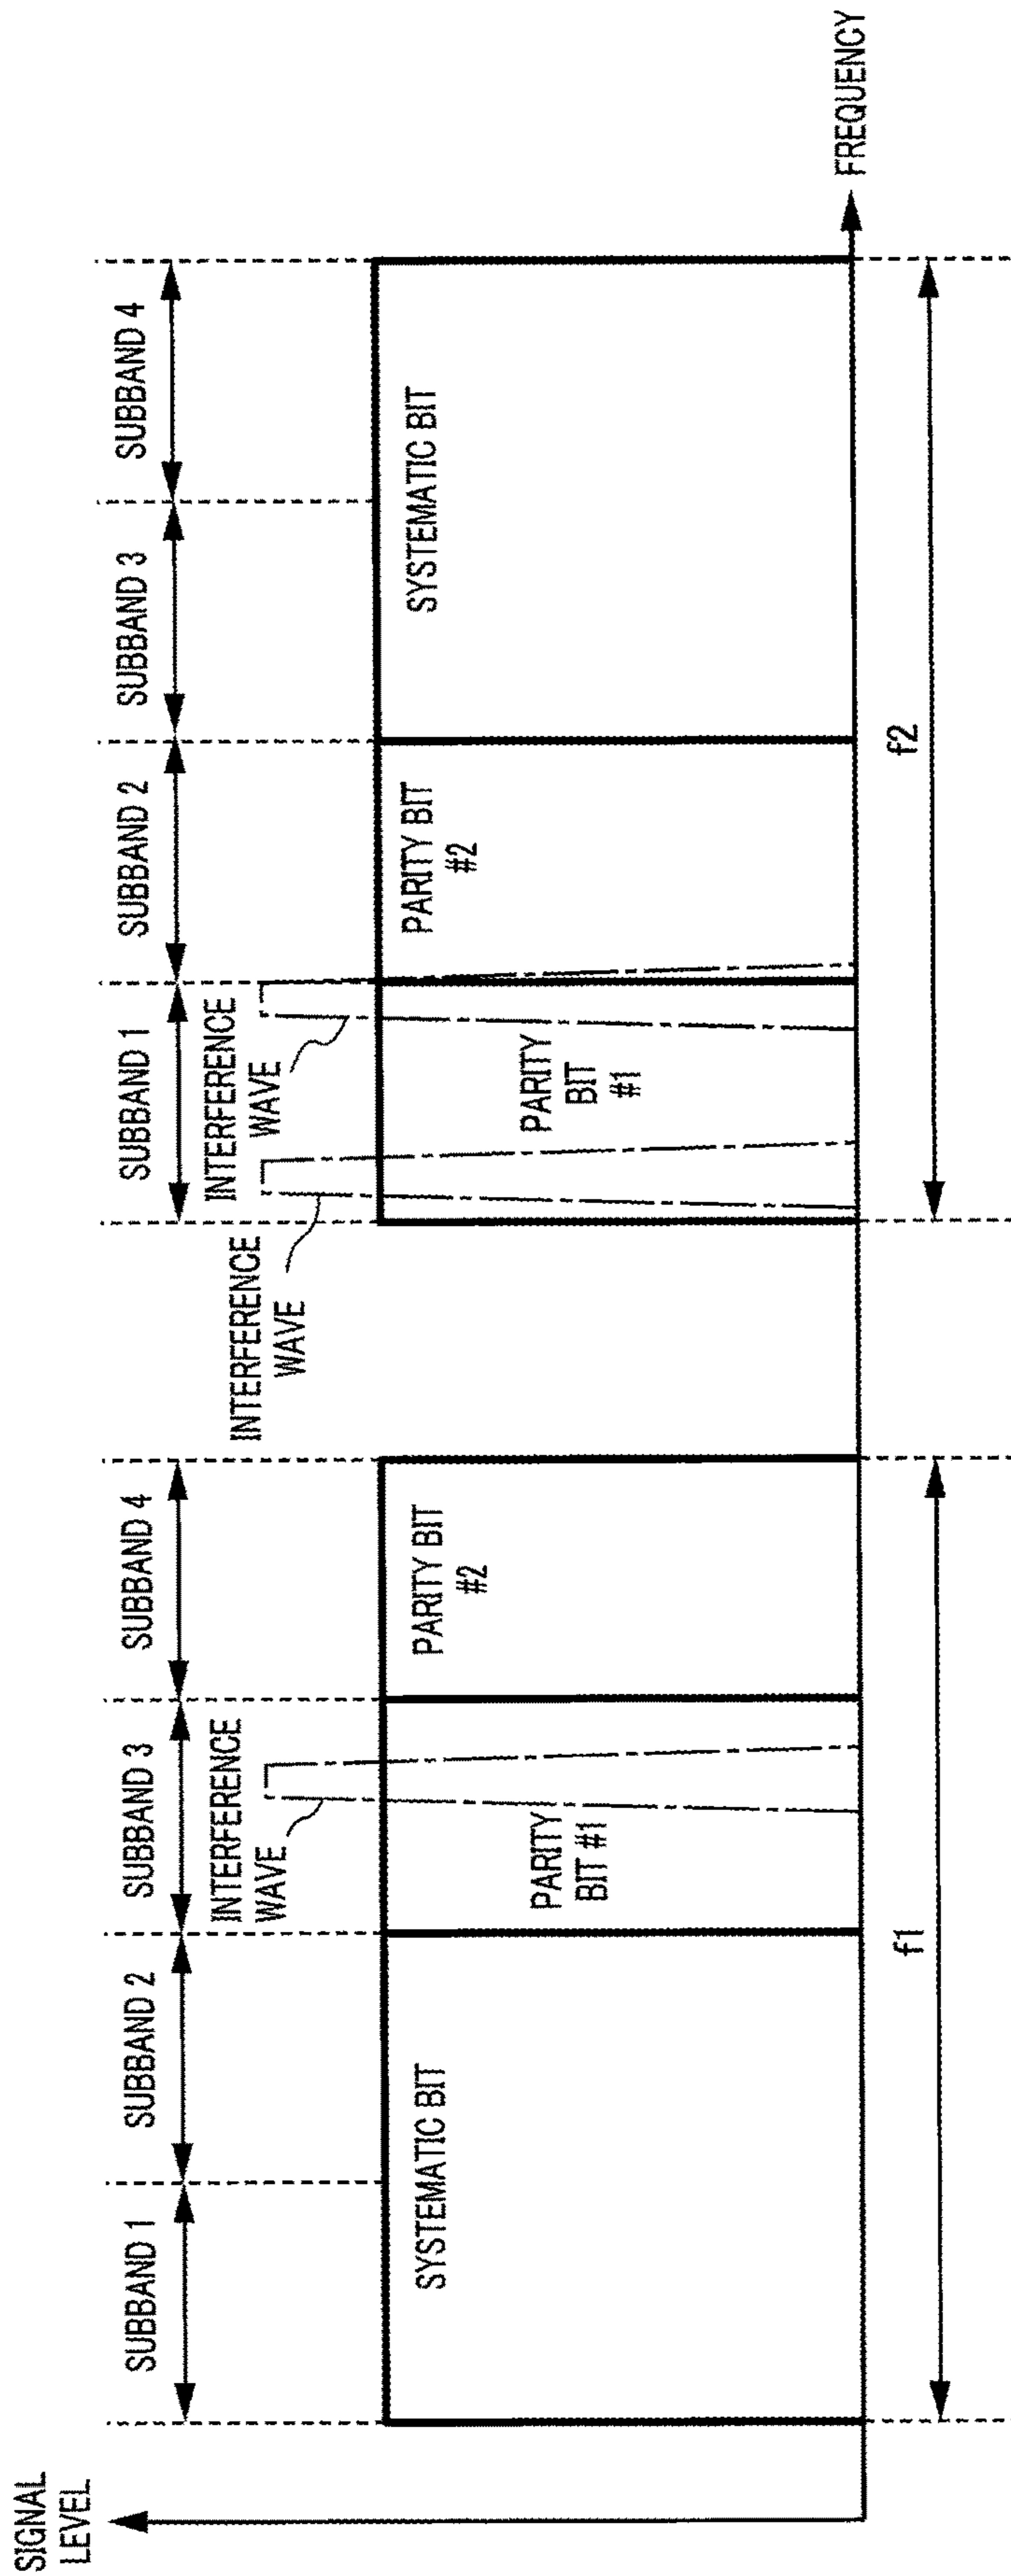 SIGNAL
LEVEL
SUBBAND 1
SUBBAND 2
SUBBAND 3
SUBBAND 4
SUBBAND 1
SUBBAND 2
SUBBAND 3
SUBBAND 4
INTERFERENCE
WAVE
INTERFERENCE
WAVE
INTERFERENCE
WAVE
SYSTEMATIC BIT
PARITY
BIT #1
PARITY BIT
#2
PARITY
BIT
#1
PARITY BIT
#2
SYSTEMATIC BIT
FREQUENCY
f1
f2